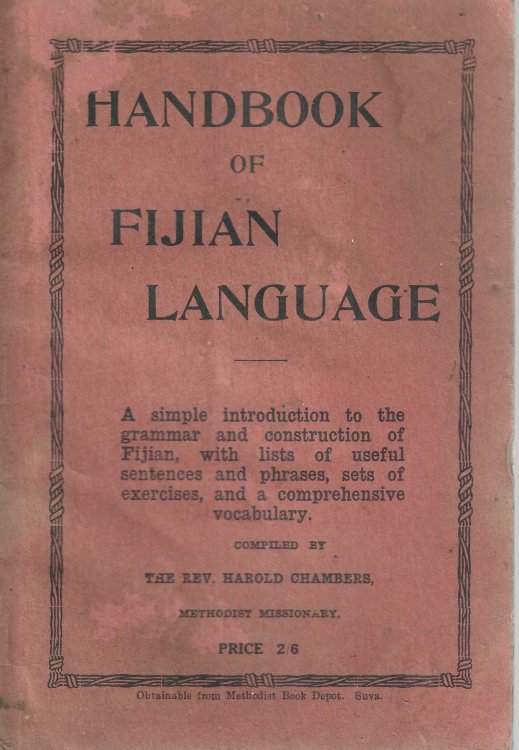 HANDBOOK
OF
FIJIAN
LANGUAGE
A simple introduction to the
grammar and construction of
Fijian, with lists of useful
sentences and phrases, sets of
exercises, and a comprehensive
vocabulary.
COMPILED BY
THE REV. HAROLD CHAMBERS,
METHODIST MISSIONARY.
PRICE 2/6
Obtainable from Methodist Book Depot. Suva.